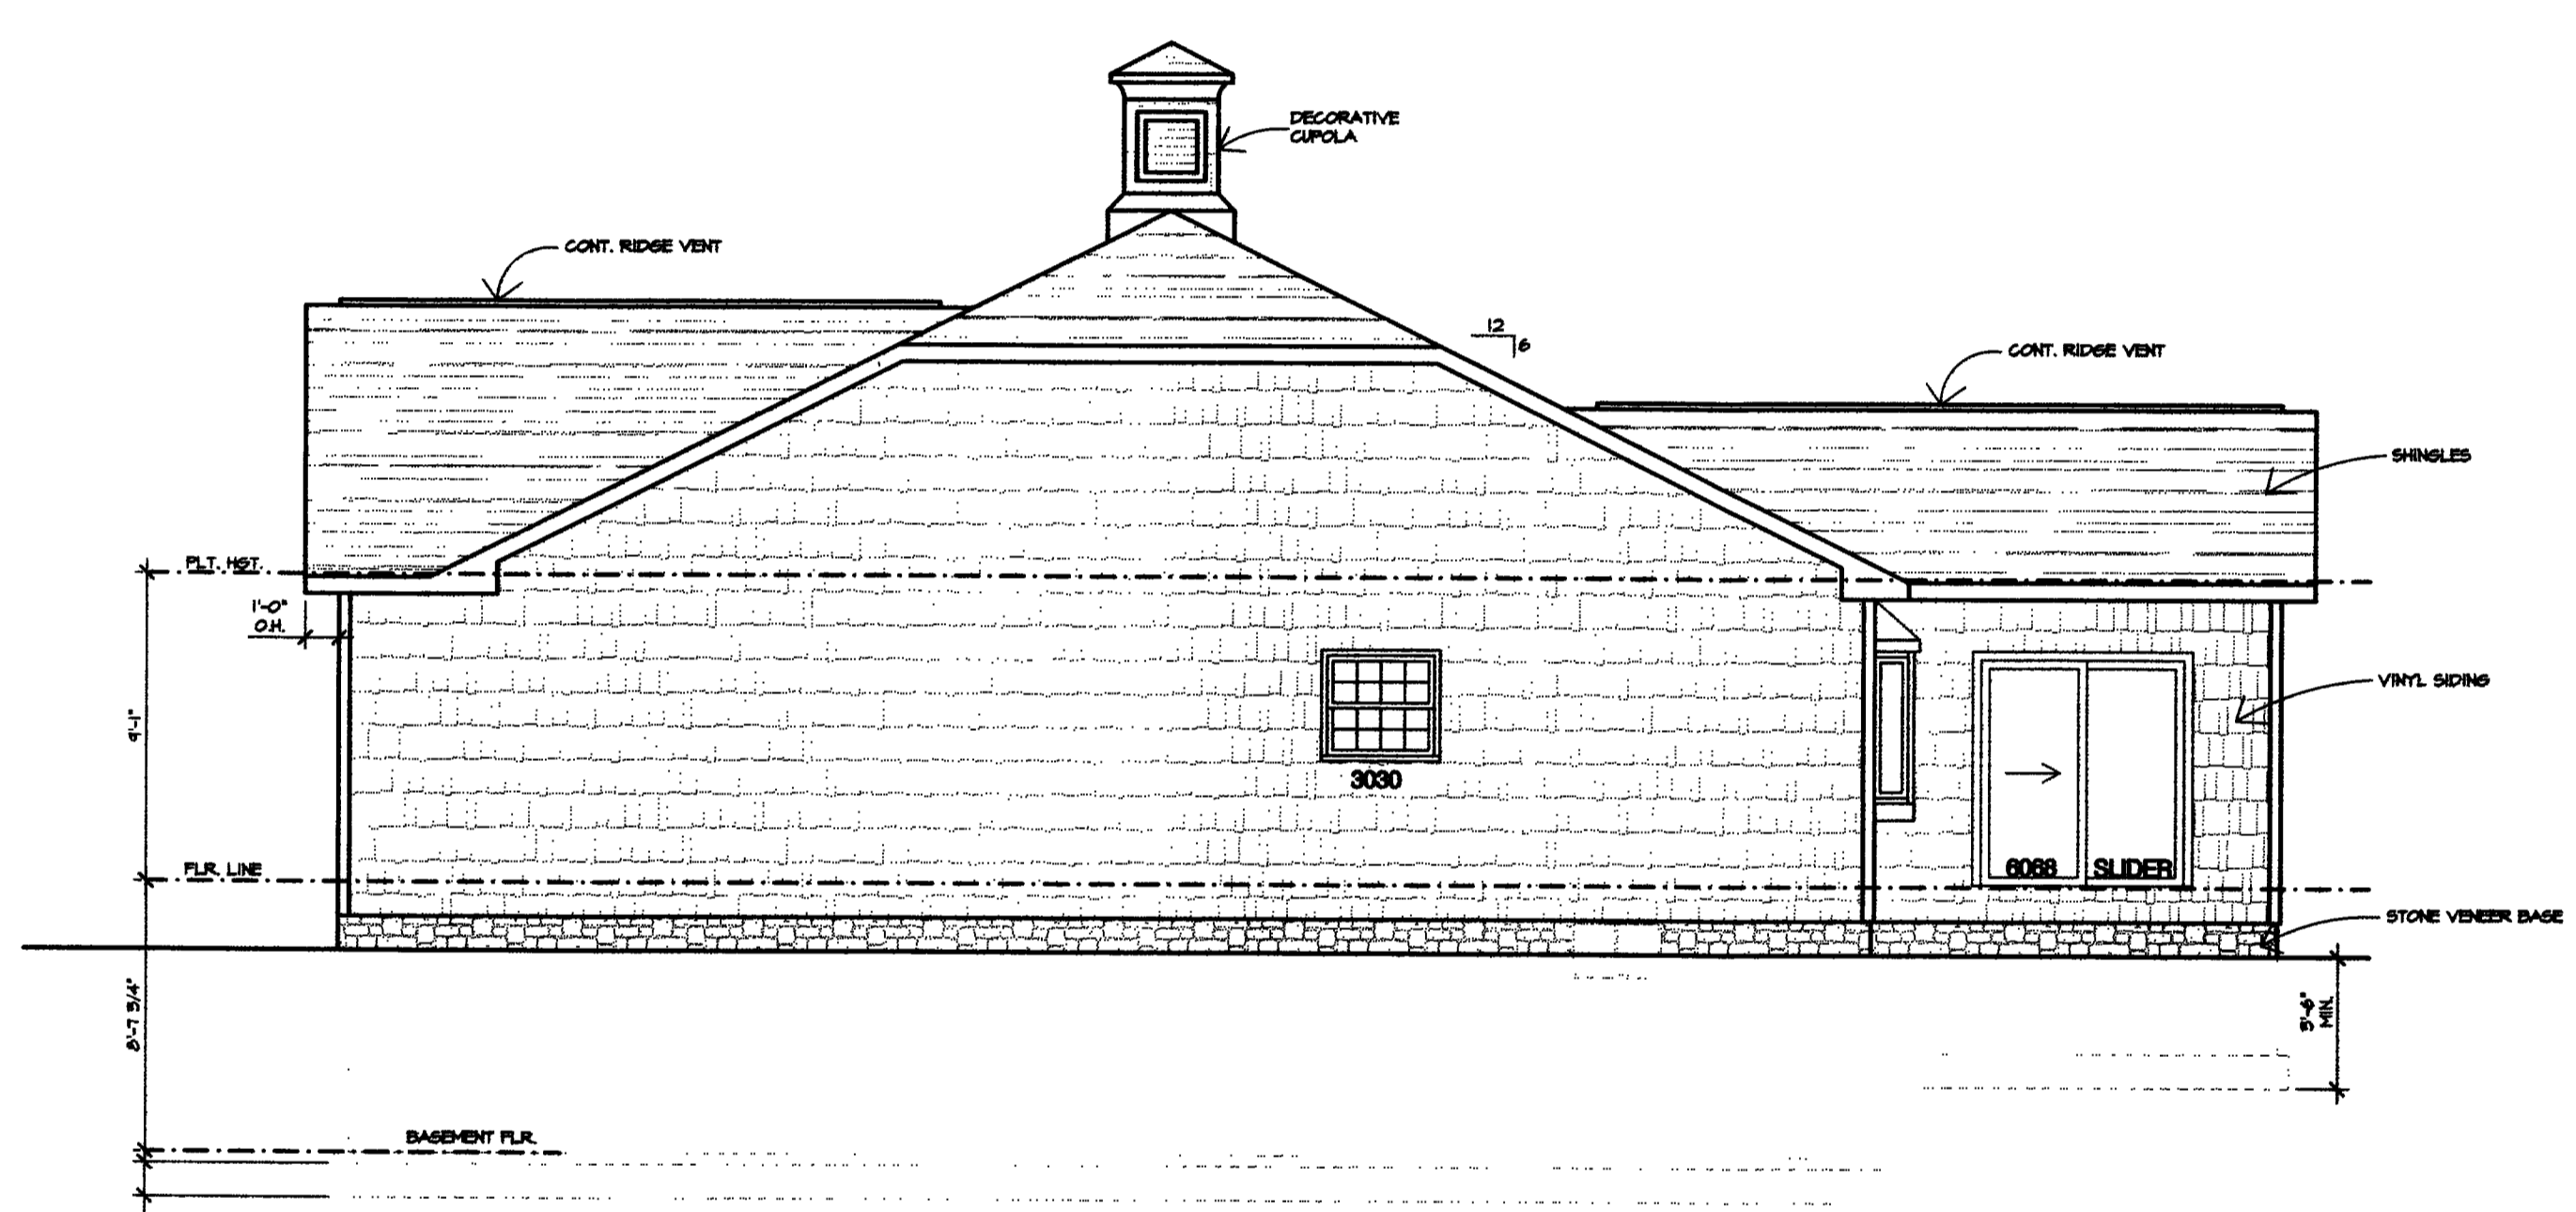 DECORATIVE
CUPOLA
CONT. RIDGE VENT
12
6
CONT. RIDGE VENT
SHINGLES
PLT. HGT.
1'-0"
O.H.
9'-1"
VINYL SIDING
3030
FLR. LINE
6068 SLIDER
STONE VENEER BASE
8'-7 3/4"
3'-6"
MIN.
BASEMENT FLR.